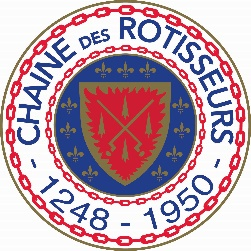 CHAINE DES ROTISSEURS
- 1248 - 1950 -